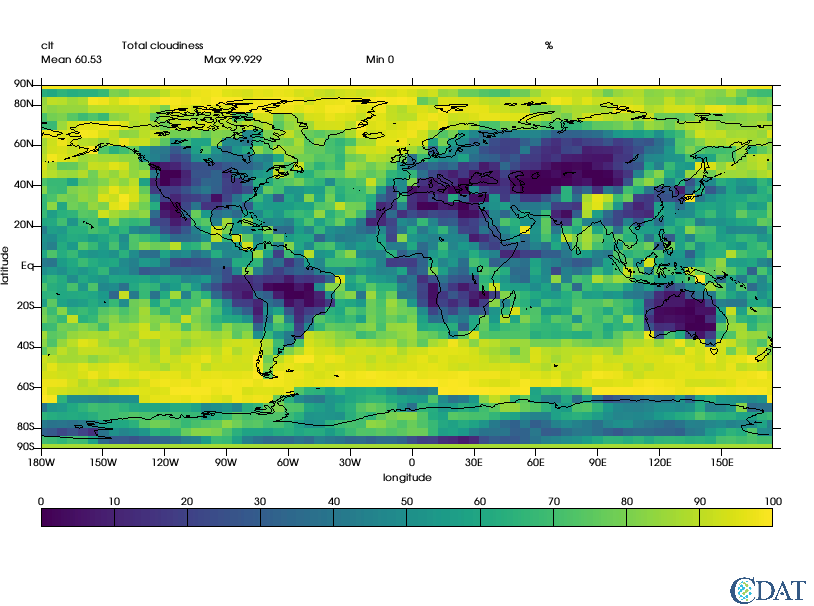 clt Total cloudiness %
Mean 60.53 Max 99.929 Min 0
90N
80N
60N
40N
20N
Eq
20S
40S
60S
80S
90S
latitude
180W 150W 120W 90W 60W 30W 0 30E 60E 90E 120E 150E
longitude
0 10 20 30 40 50 60 70 80 90 100
CDAT